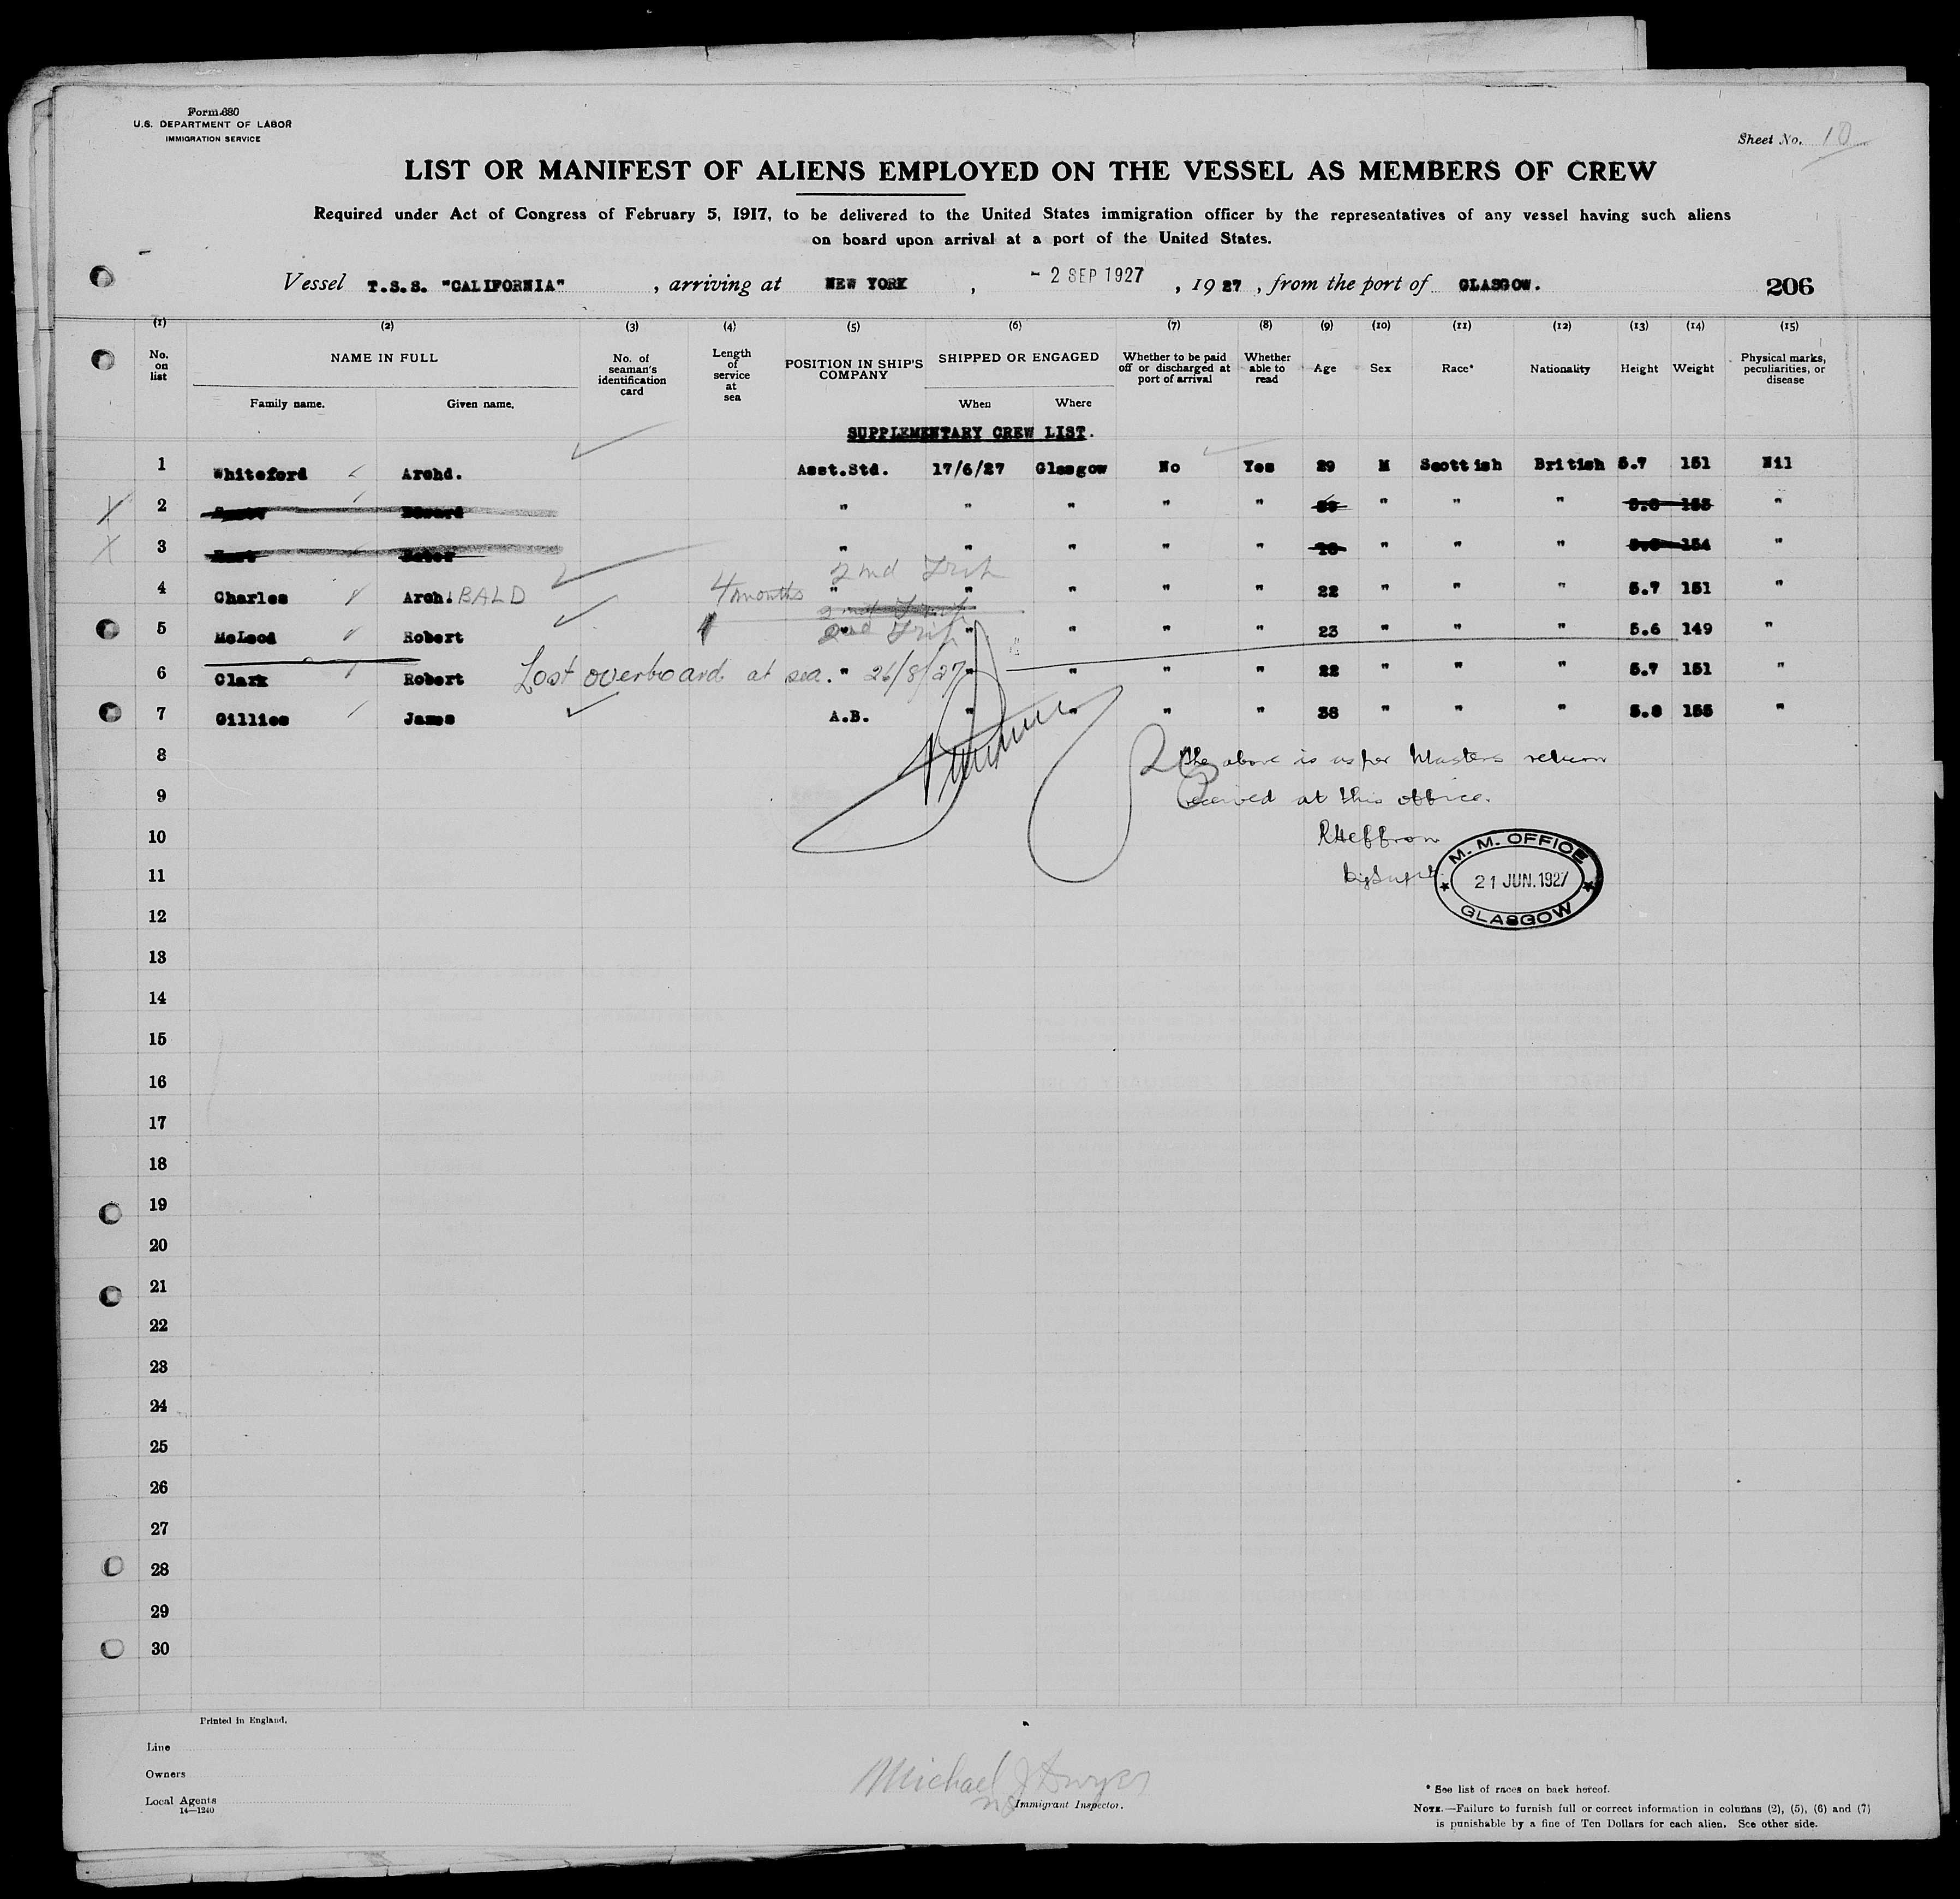 Form 680
U.S. DEPARTMENT OF LABOR
IMMIGRATION SERVICE
Sheet No. 10
LIST OR MANIFEST OF ALIENS EMPLOYED ON THE VESSEL AS MEMBERS OF CREW
Required under Act of Congress of February 5, 1917, to be delivered to the United States immigration officer by the representatives of any vessel having such aliens
on board upon arrival at a port of the United States.
Vessel T.S.S. "CALIFORNIA" , arriving at NEW YORK , - 2 SEP 1927 , 19 27 , from the port of GLASGOW. 206
(1) (2) (3) (4) (5) (6) (7) (8) (9) (10) (11) (12) (13) (14) (15)
No. on list NAME IN FULL No. of seaman's identification card Length of service at sea POSITION IN SHIP'S COMPANY SHIPPED OR ENGAGED Whether to be paid off or discharged at port of arrival Whether able to read Age Sex Race* Nationality Height Weight Physical marks, peculiarities, or disease
Family name. Given name. When Where
SUPPLEMENTARY CREW LIST.
1 Whiteford Archd. Asst.Std. 17/6/27 Glasgow No Yes 29 M Scottish British 5.7 151 Nil
2 Edward " " " " " " " " "
3 " " " " " " " " 154 "
2nd Trip
4 Charles Arch.BALD 4 months " " " " " 22 " " " 5.7 151 "
2nd Trip
5 McLeod Robert 2nd Trip " " " " " 23 " " " 5.6 149 "
6 Clark Robert Lost overboard at sea. " 26/8/27 " " " " 22 " " " 5.7 151 "
7 Gillies James A.B. " " " " 38 " " " 5.8 155 "
8 The above is as per Masters return
9 received at this office.
10 RHeffron
11
M. M. OFFICE
21 JUN. 1927
GLASGOW
12
13
14
15
16
17
18
19
20
21
22
23
24
25
26
27
28
29
30
Printed in England.
Line
Owners
Local Agents
14—1240
Michael J Dwyer
Immigrant Inspector.
* See list of races on back hereof.
NOTE.—Failure to furnish full or correct information in columns (2), (5), (6) and (7)
is punishable by a fine of Ten Dollars for each alien. See other side.